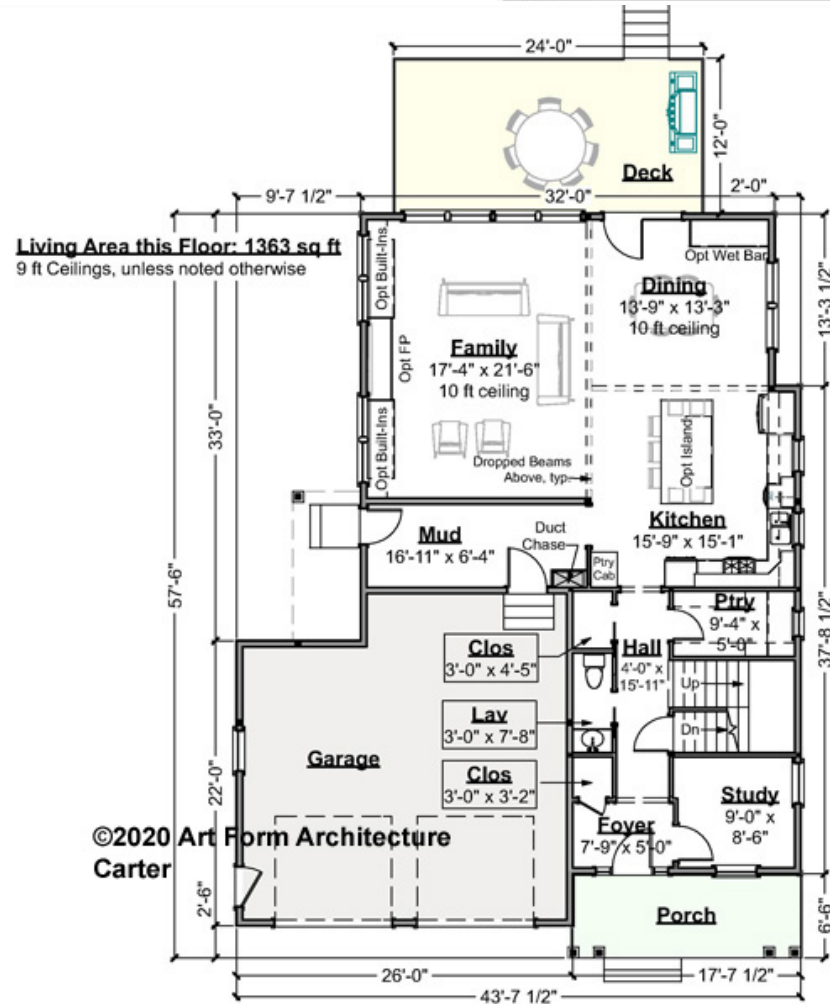 24'-0"
12'-0"
Deck
9'-7 1/2"
32'-0"
2'-0"
Living Area this Floor: 1363 sq ft
9 ft Ceilings, unless noted otherwise
Opt Built-Ins
Opt Wet Bar
Dining
13'-9" x 13'-3"
10 ft ceiling
13'-3 1/2"
Family
17'-4" x 21'-6"
10 ft ceiling
Opt FP
33'-0"
Opt Built-Ins
Opt Island
Dropped Beams
Above, typ.
Kitchen
15'-9" x 15'-1"
Mud
16'-11" x 6'-4"
Duct
Chase
Ptry
Cab
57'-6"
37'-8 1/2"
Ptry
9'-4" x
5'-0"
Clos
3'-0" x 4'-5"
Hall
4'-0" x
15'-11"
Up
Lav
3'-0" x 7'-8"
Dn
Garage
Clos
3'-0" x 3'-2"
22'-0"
Study
9'-0" x
8'-6"
Foyer
7'-9" x 5'-0"
©2020 Art Form Architecture
Carter
2'-6"
Porch
6'-6"
26'-0"
17'-7 1/2"
43'-7 1/2"